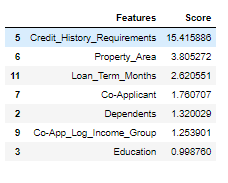 Features Score
5 Credit_History_Requirements 15.415886
6 Property_Area 3.805272
11 Loan_Term_Months 2.620551
7 Co-Applicant 1.760707
2 Dependents 1.320029
9 Co-App_Log_Income_Group 1.253901
3 Education 0.998760